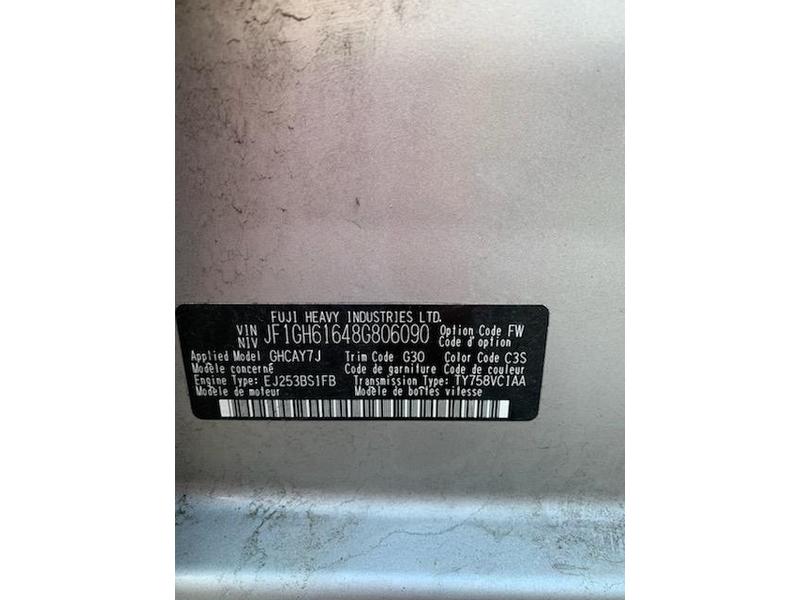 FUJI HEAVY INDUSTRIES LTD.
VIN NIV JF1GH61648G806090 Option Code FW
Applied Model GHCAY7J Trim Code G30 Color Code C3S
Modèle concerné Code de garniture Code de couleur
Engine Type: EJ253BS1FB Transmission Type: TY758VC1AA
Modèle de moteur Modèle de boîtes vitesse